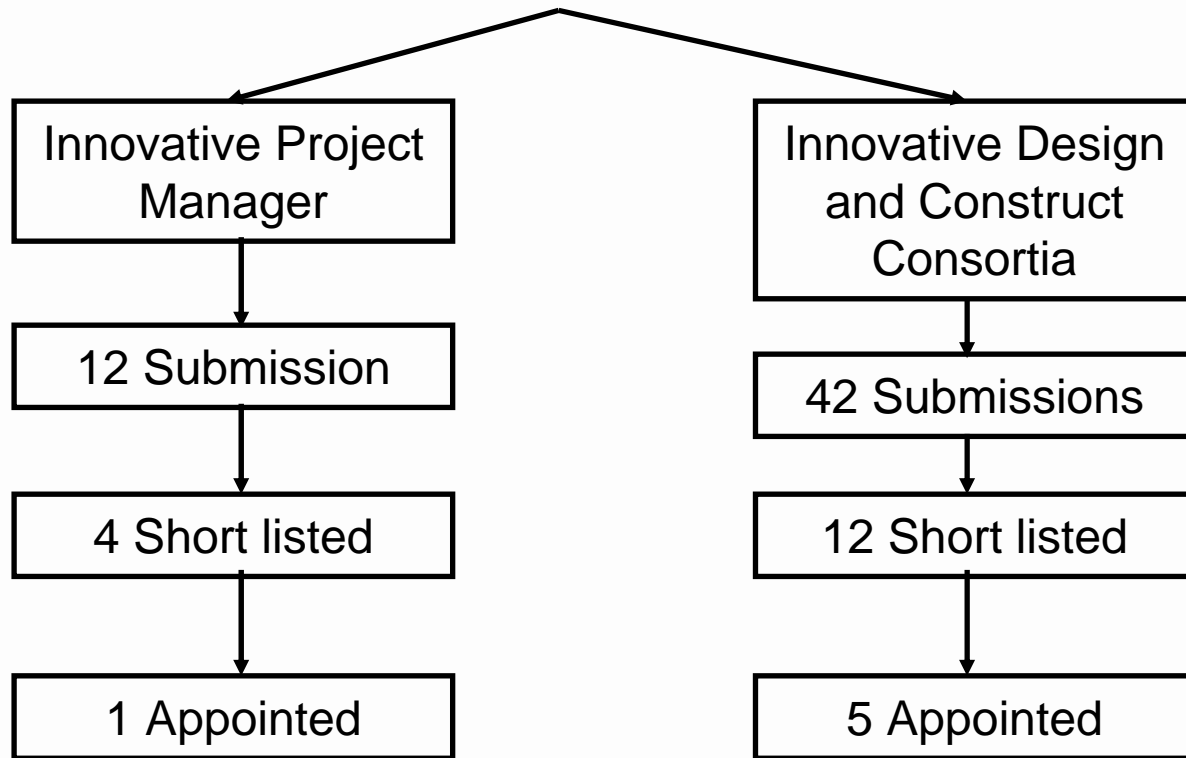 Innovative Project
Manager
12 Submission
4 Short listed
1 Appointed
Innovative Design
and Construct
Consortia
42 Submissions
12 Short listed
5 Appointed